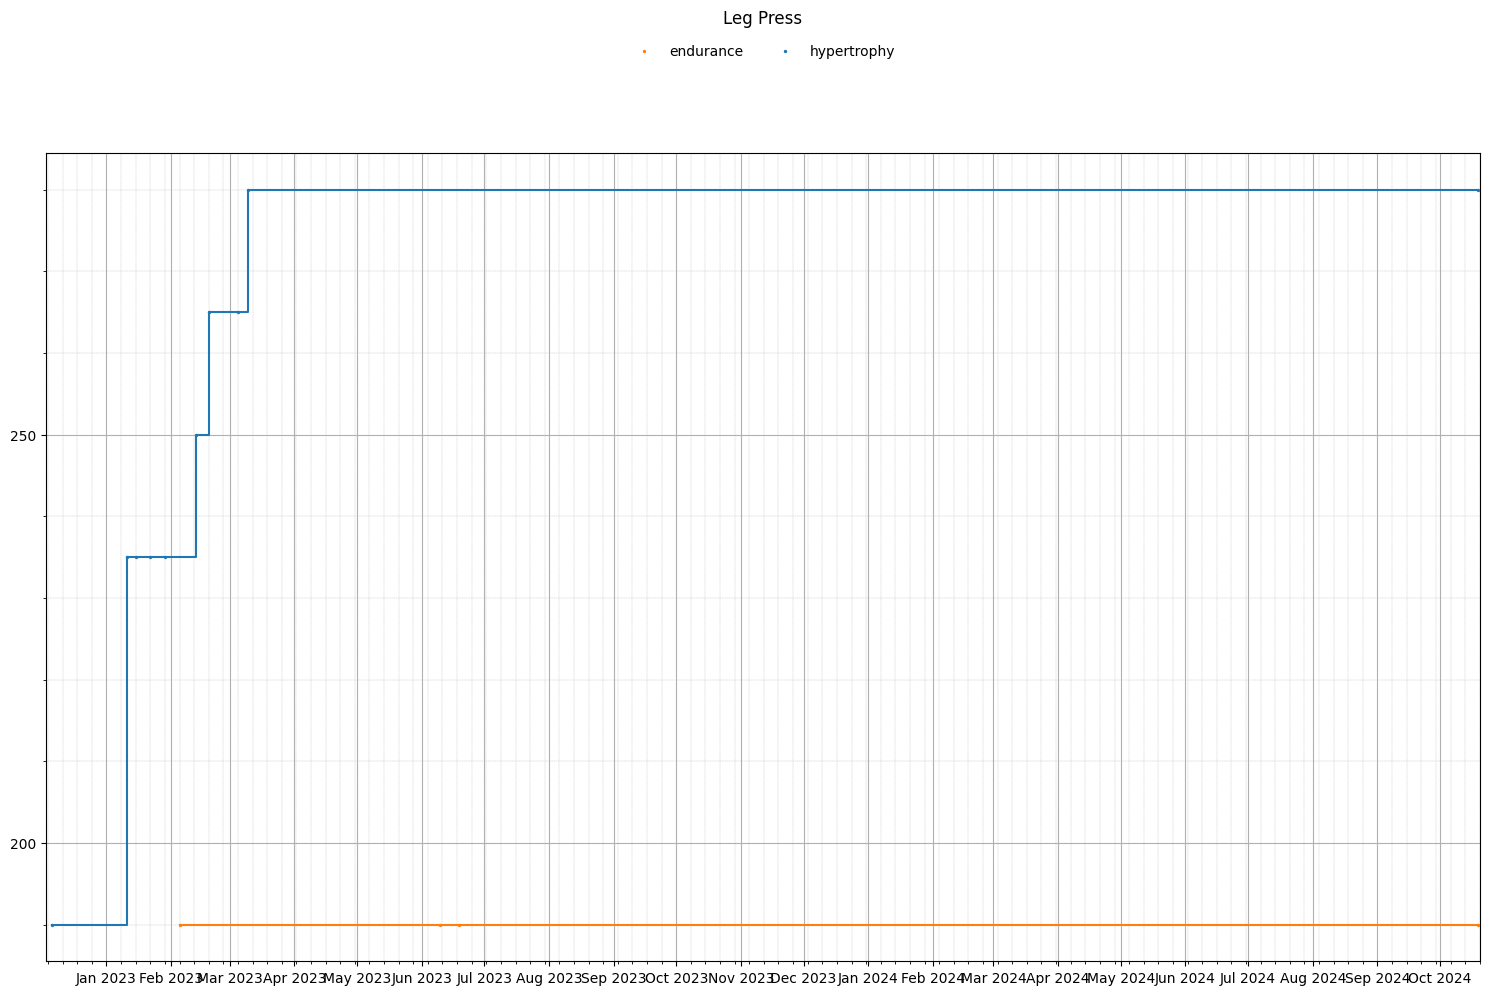 Leg Press
endurance hypertrophy
250
200
Jan 2023 Feb 2023 Mar 2023 Apr 2023 May 2023 Jun 2023 Jul 2023 Aug 2023 Sep 2023 Oct 2023 Nov 2023 Dec 2023 Jan 2024 Feb 2024 Mar 2024 Apr 2024 May 2024 Jun 2024 Jul 2024 Aug 2024 Sep 2024 Oct 2024